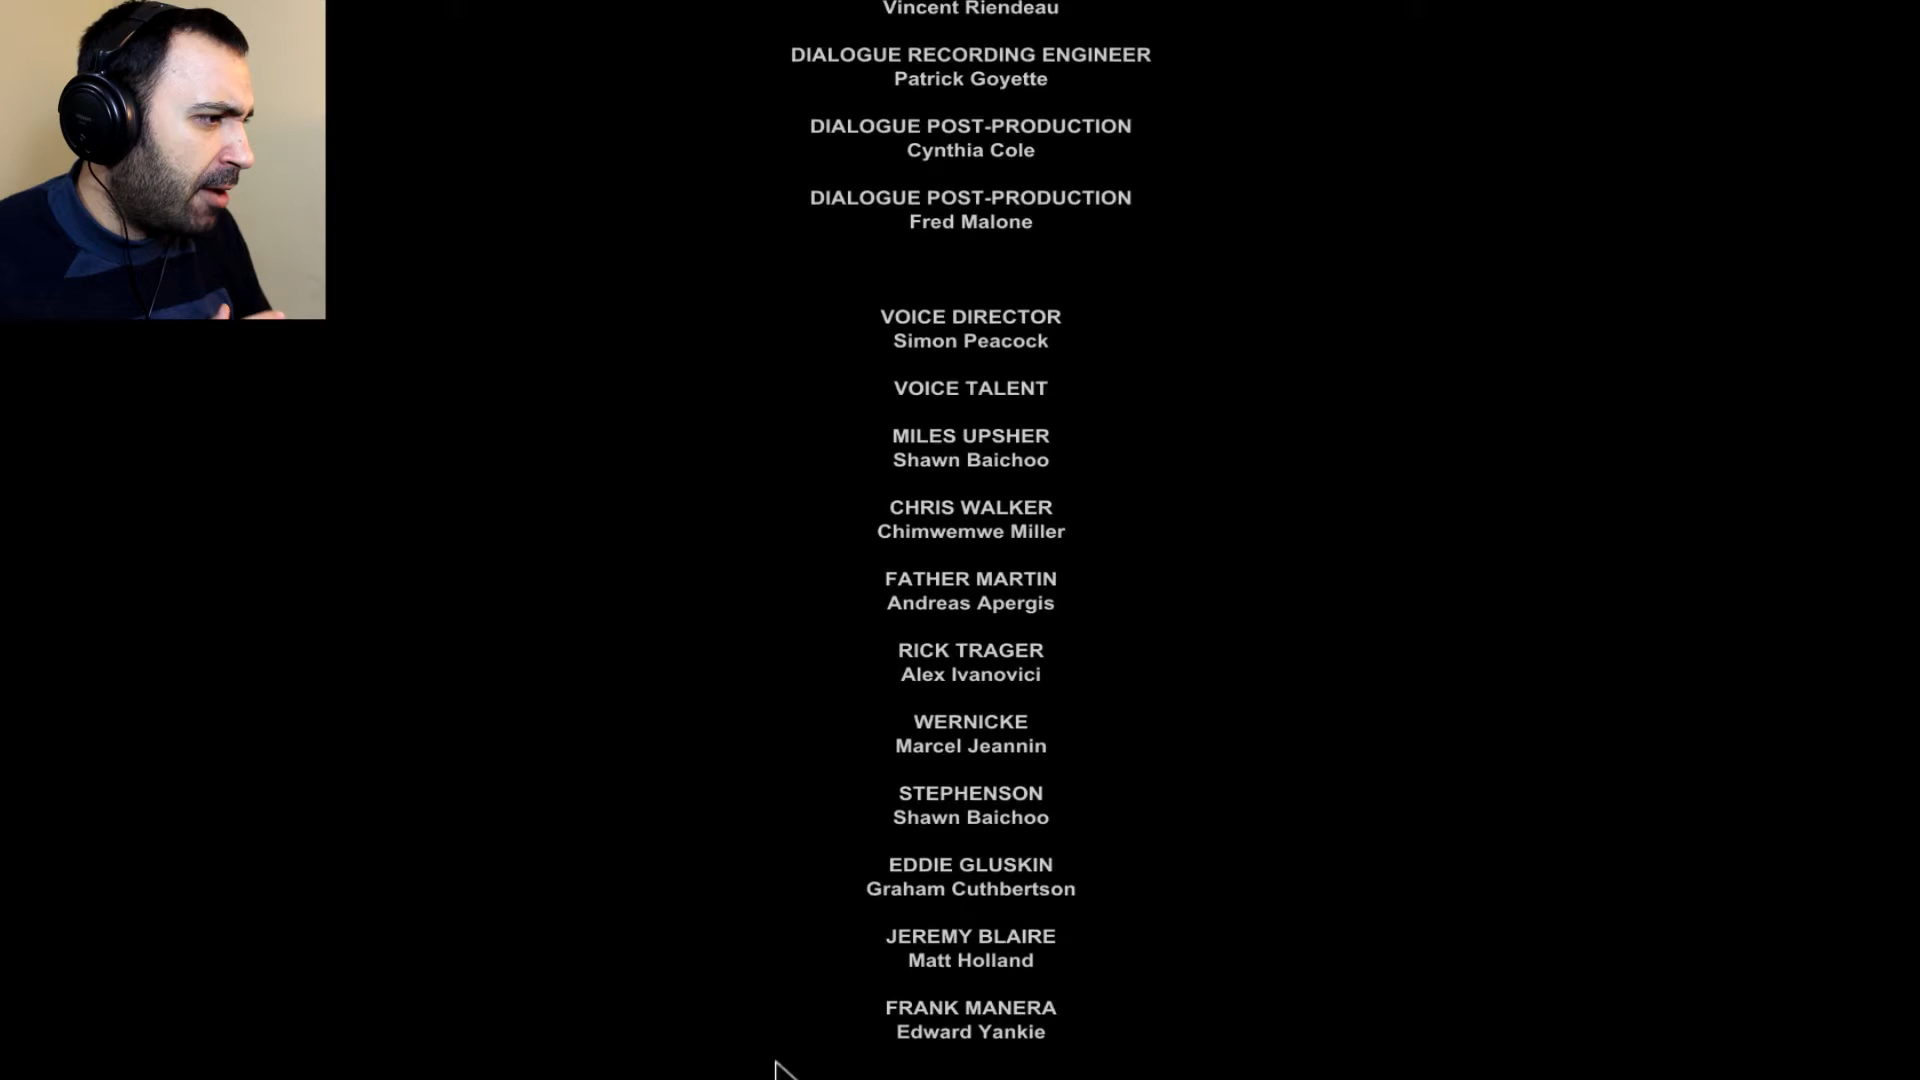 Vincent Riendeau
DIALOGUE RECORDING ENGINEER
Patrick Goyette
DIALOGUE POST-PRODUCTION
Cynthia Cole
DIALOGUE POST-PRODUCTION
Fred Malone
VOICE DIRECTOR
Simon Peacock
VOICE TALENT
MILES UPSHER
Shawn Baichoo
CHRIS WALKER
Chimwemwe Miller
FATHER MARTIN
Andreas Apergis
RICK TRAGER
Alex Ivanovici
WERNICKE
Marcel Jeannin
STEPHENSON
Shawn Baichoo
EDDIE GLUSKIN
Graham Cuthbertson
JEREMY BLAIRE
Matt Holland
FRANK MANERA
Edward Yankie